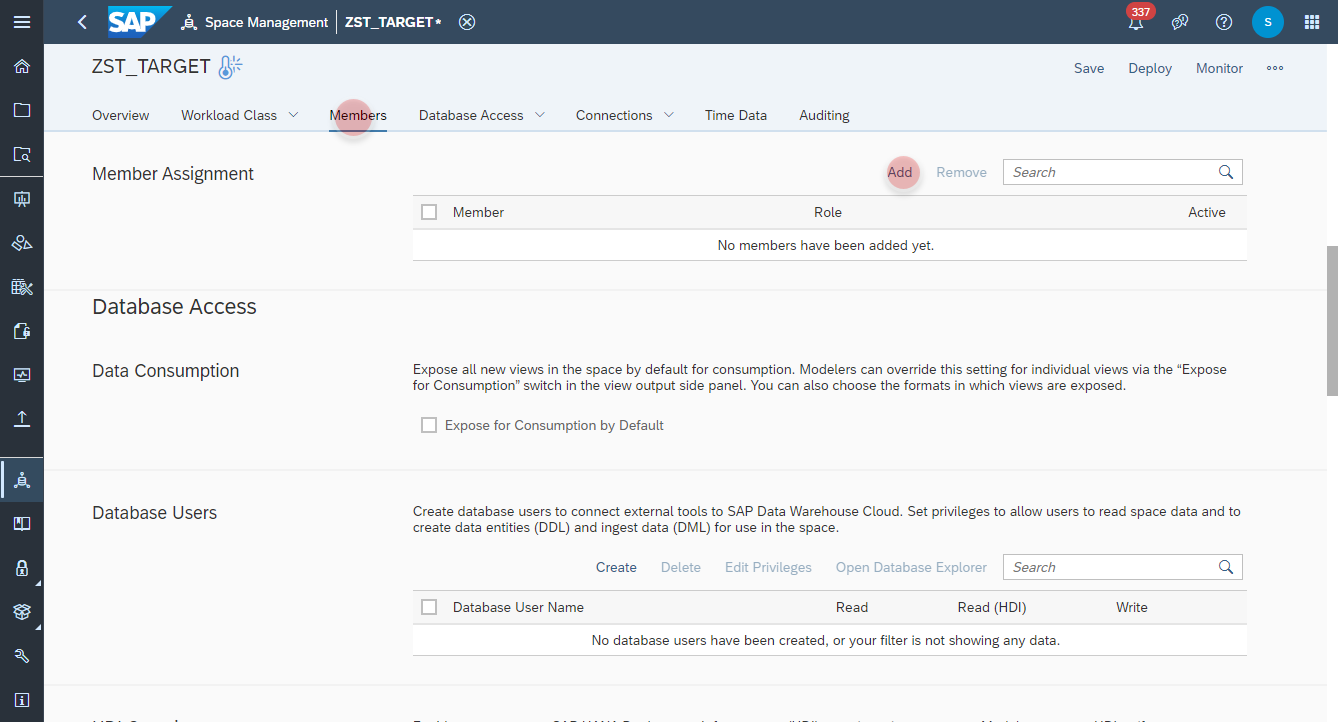 SAP Space Management ZST_TARGET* 337 S
ZST_TARGET
Save Deploy Monitor
Overview Workload Class Members Database Access Connections Time Data Auditing
Member Assignment
Add Remove Search
Member Role Active
No members have been added yet.
Database Access
Data Consumption
Expose all new views in the space by default for consumption. Modelers can override this setting for individual views via the “Expose
for Consumption” switch in the view output side panel. You can also choose the formats in which views are exposed.
Expose for Consumption by Default
Database Users
Create database users to connect external tools to SAP Data Warehouse Cloud. Set privileges to allow users to read space data and to
create data entities (DDL) and ingest data (DML) for use in the space.
Create Delete Edit Privileges Open Database Explorer Search
Database User Name Read Read (HDI) Write
No database users have been created, or your filter is not showing any data.